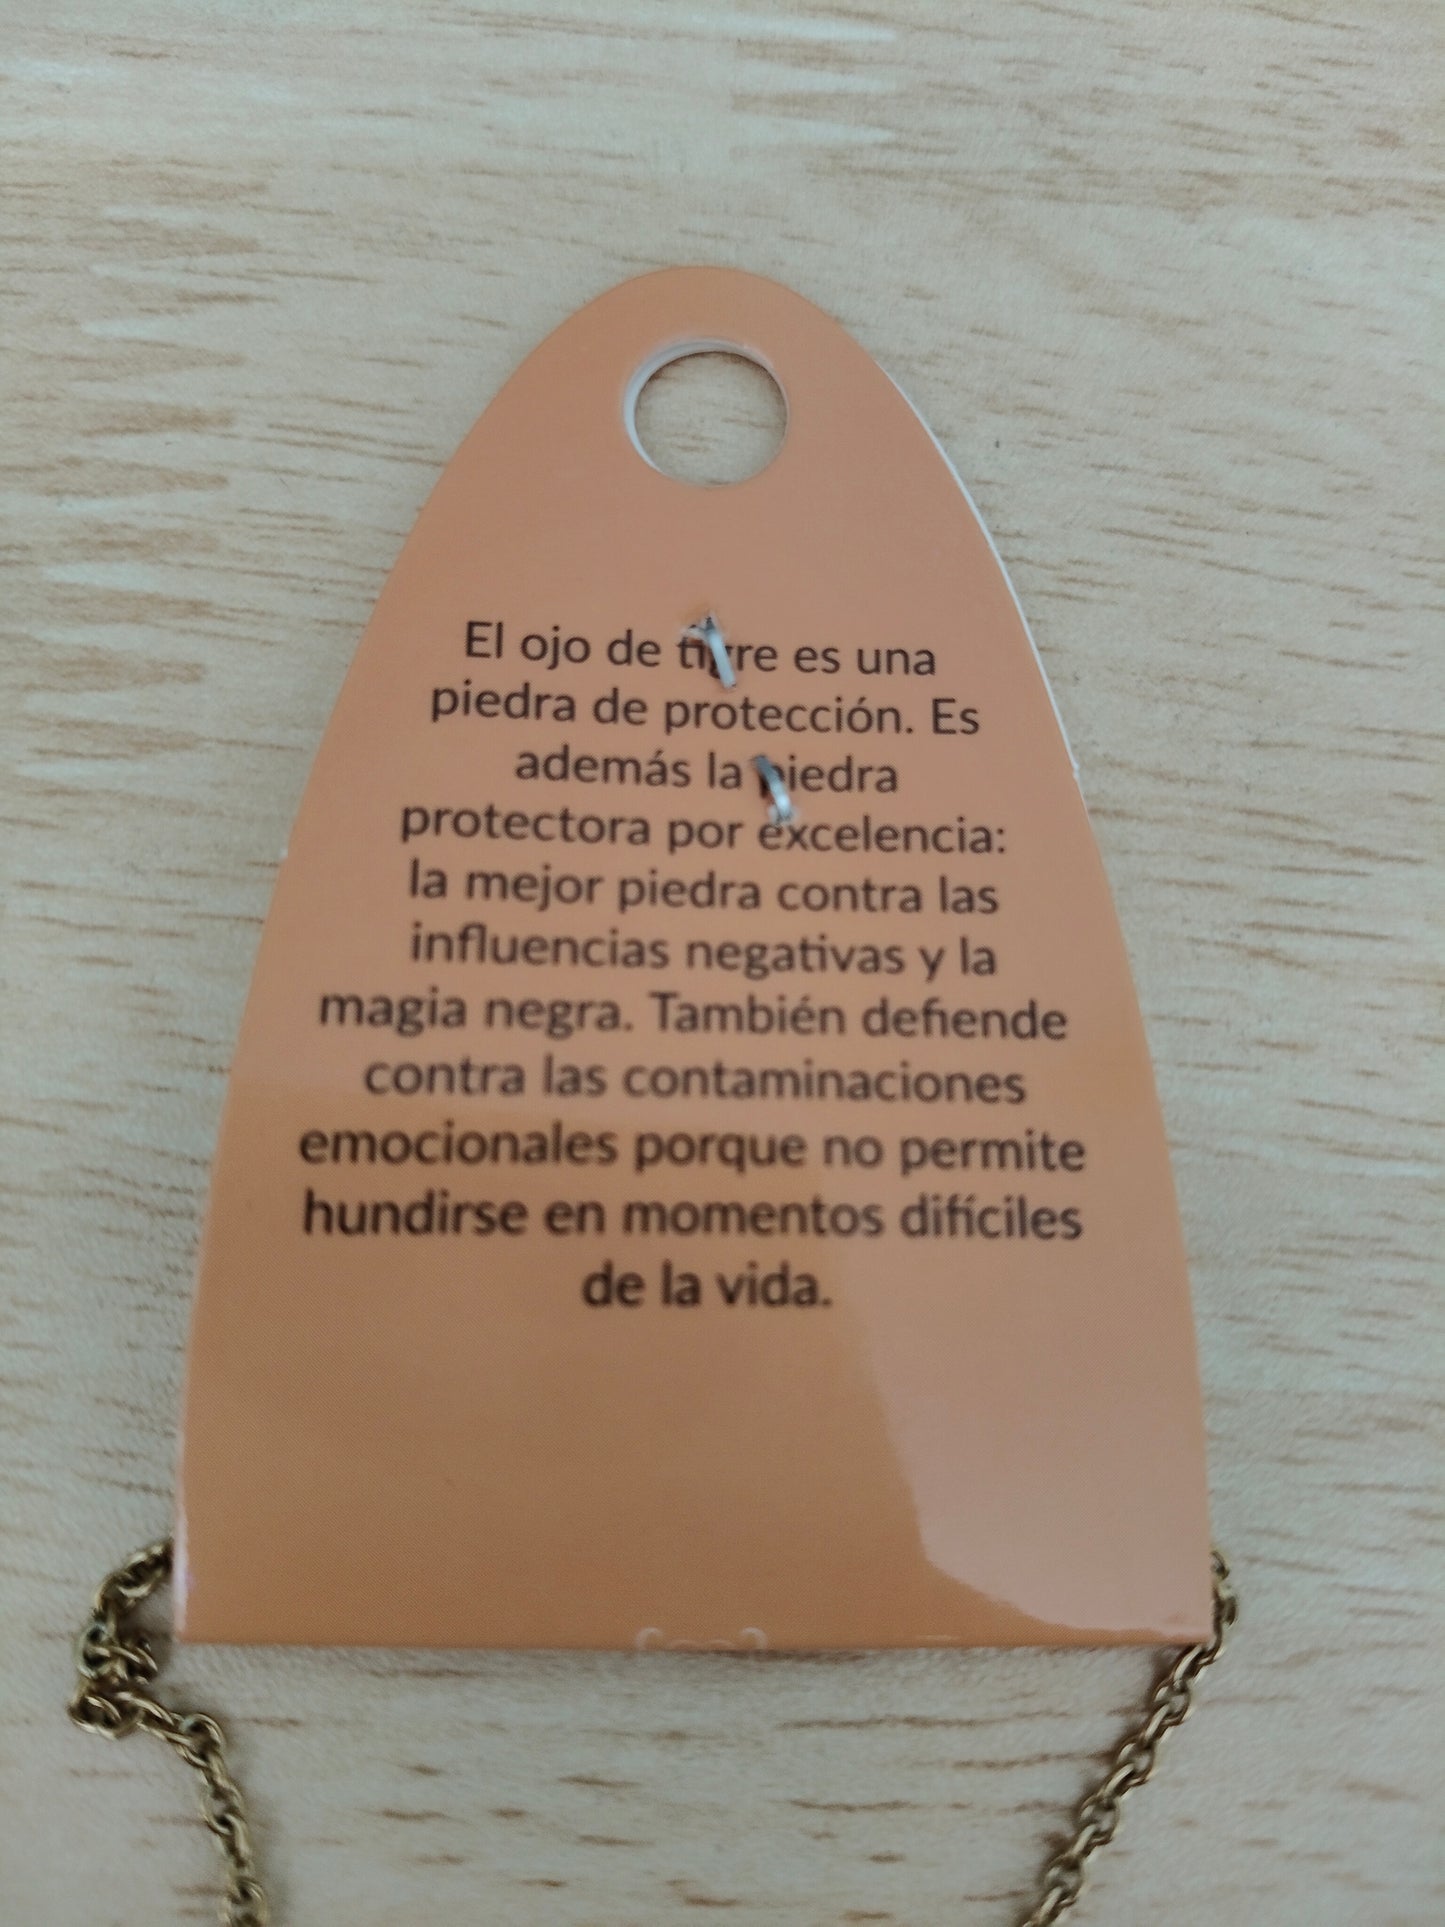 El ojo de tigre es una
piedra de protección. Es
además la piedra
protectora por excelencia:
la mejor piedra contra las
influencias negativas y la
magia negra. También defiende
contra las contaminaciones
emocionales porque no permite
hundirse en momentos difíciles
de la vida.